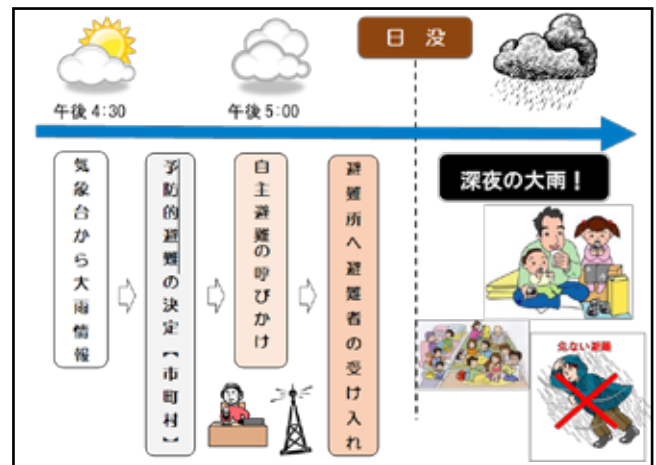 日没
午後4:30
午後5:00
気象台から大雨情報
予防的避難の決定【市町村】
自主避難の呼びかけ
避難所へ避難者の受け入れ
深夜の大雨！
危ない避難